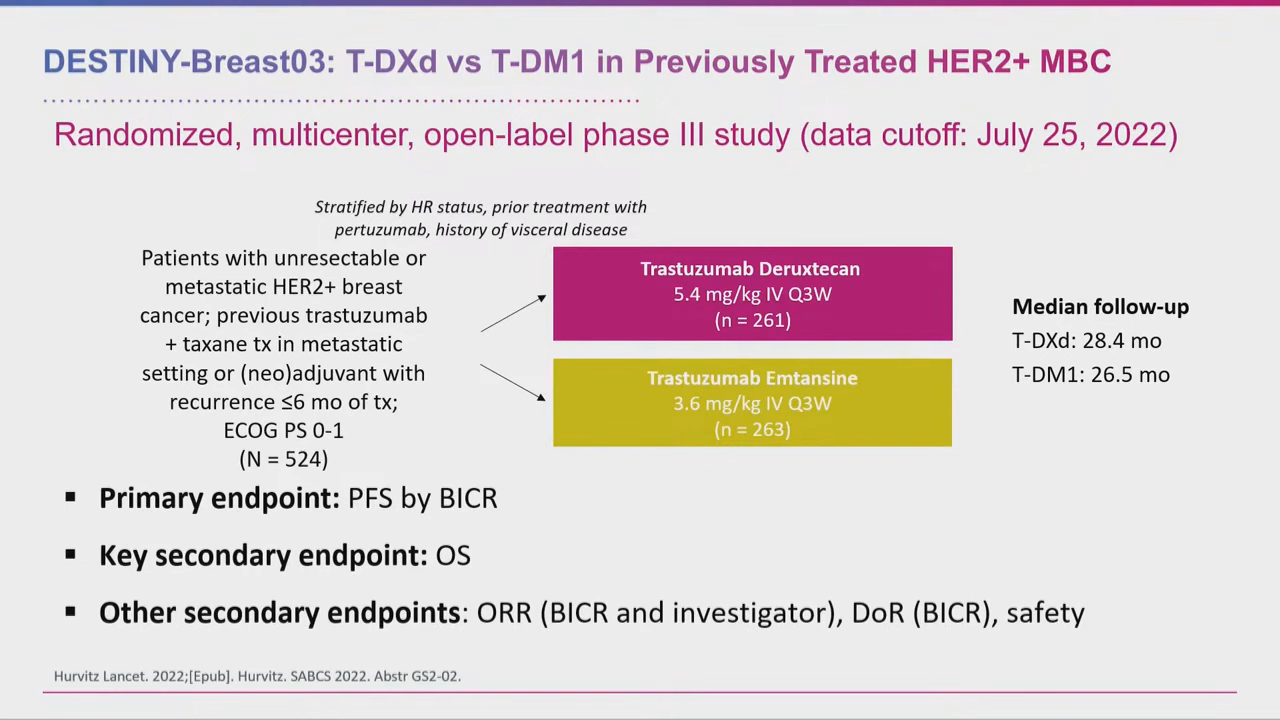 DESTINY-Breast03: T-DXd vs T-DM1 in Previously Treated HER2+ MBC
Randomized, multicenter, open-label phase III study (data cutoff: July 25, 2022)
Stratified by HR status, prior treatment with
pertuzumab, history of visceral disease
Patients with unresectable or
metastatic HER2+ breast
cancer; previous trastuzumab
+ taxane tx in metastatic
setting or (neo)adjuvant with
recurrence ≤6 mo of tx;
ECOG PS 0-1
(N = 524)
Trastuzumab Deruxtecan
5.4 mg/kg IV Q3W
(n = 261)
Trastuzumab Emtansine
3.6 mg/kg IV Q3W
(n = 263)
Median follow-up
T-DXd: 28.4 mo
T-DM1: 26.5 mo
▪ Primary endpoint: PFS by BICR
▪ Key secondary endpoint: OS
▪ Other secondary endpoints: ORR (BICR and investigator), DoR (BICR), safety
Hurvitz Lancet. 2022;[Epub]. Hurvitz. SABCS 2022. Abstr GS2-02.